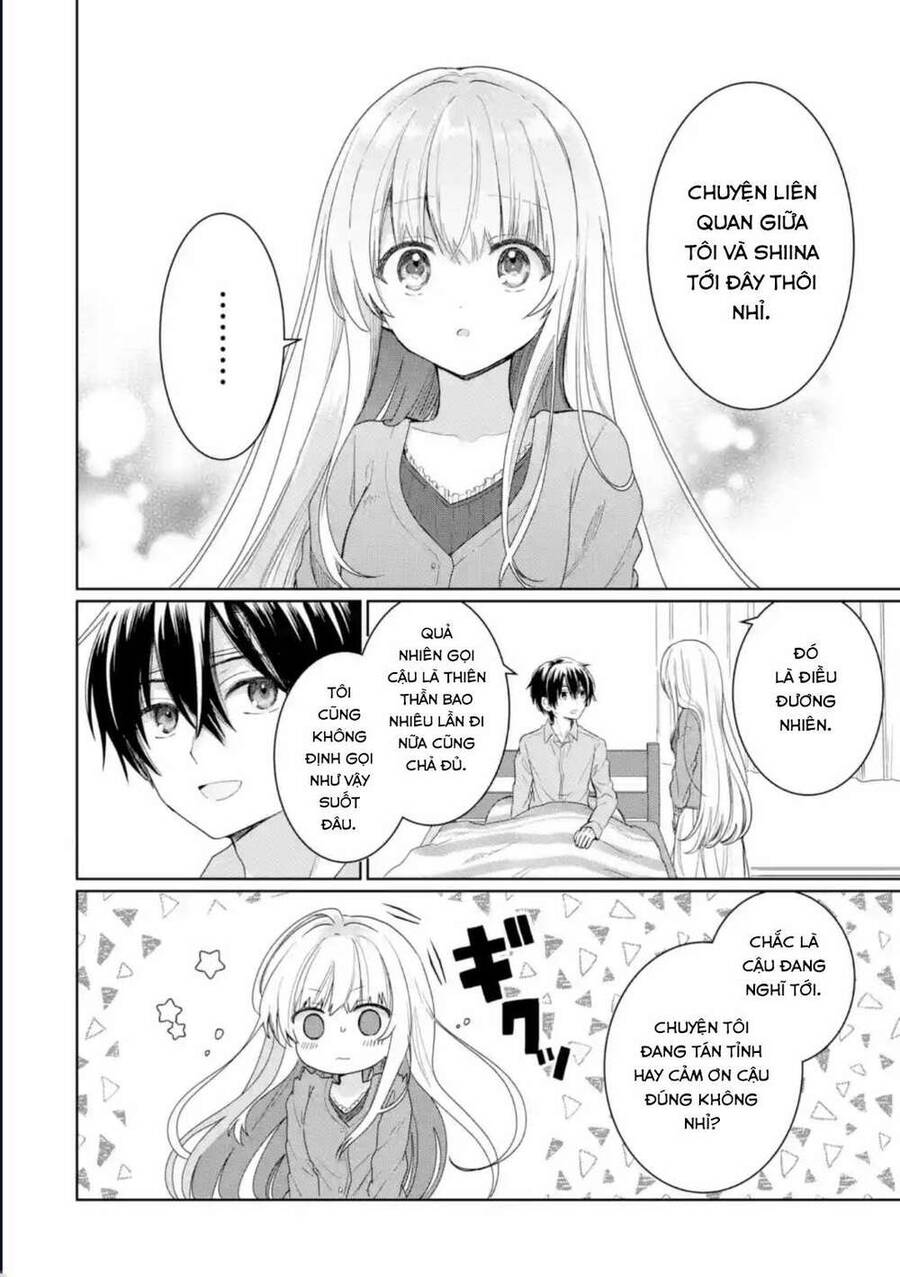 CHUYỆN LIÊN
QUAN GIỮA
TÔI VÀ SHIINA
TỚI ĐÂY THÔI
NHỈ.
.........
ĐÓ
LÀ ĐIỀU
ĐƯƠNG
NHIÊN.
QUẢ
NHIÊN GỌI
CẬU LÀ THIÊN
THẦN BAO
NHIÊU LẦN ĐI
NỮA CŨNG
CHẢ ĐỦ.
TÔI
CŨNG
KHÔNG
ĐỊNH GỌI
NHƯ VẬY
SUỐT
ĐÂU.
CHẮC LÀ
CẬU ĐANG
NGHĨ TỚI.
CHUYỆN TÔI
ĐANG TÁN TỈNH
HAY CẢM ƠN CẬU
ĐÚNG KHÔNG
NHỈ?
ギクッ